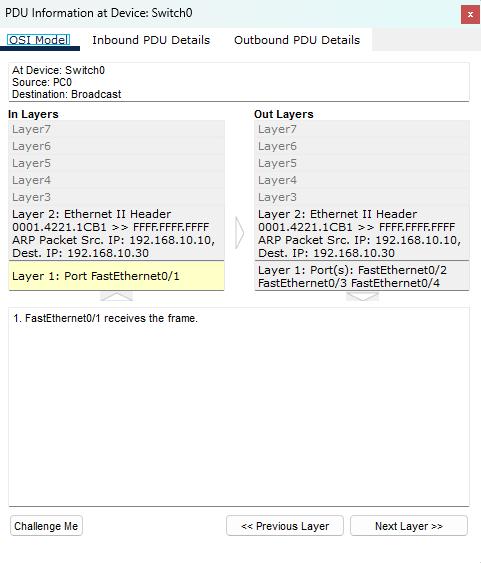 PDU Information at Device: Switch0
x
OSI Model Inbound PDU Details Outbound PDU Details
At Device: Switch0
Source: PC0
Destination: Broadcast
In Layers
Layer7
Layer6
Layer5
Layer4
Layer3
Layer 2: Ethernet II Header
0001.4221.1CB1 >> FFFF.FFFF.FFFF
ARP Packet Src. IP: 192.168.10.10,
Dest. IP: 192.168.10.30
Layer 1: Port FastEthernet0/1
Out Layers
Layer7
Layer6
Layer5
Layer4
Layer3
Layer 2: Ethernet II Header
0001.4221.1CB1 >> FFFF.FFFF.FFFF
ARP Packet Src. IP: 192.168.10.10,
Dest. IP: 192.168.10.30
Layer 1: Port(s): FastEthernet0/2
FastEthernet0/3 FastEthernet0/4
1. FastEthernet0/1 receives the frame.
Challenge Me << Previous Layer Next Layer >>